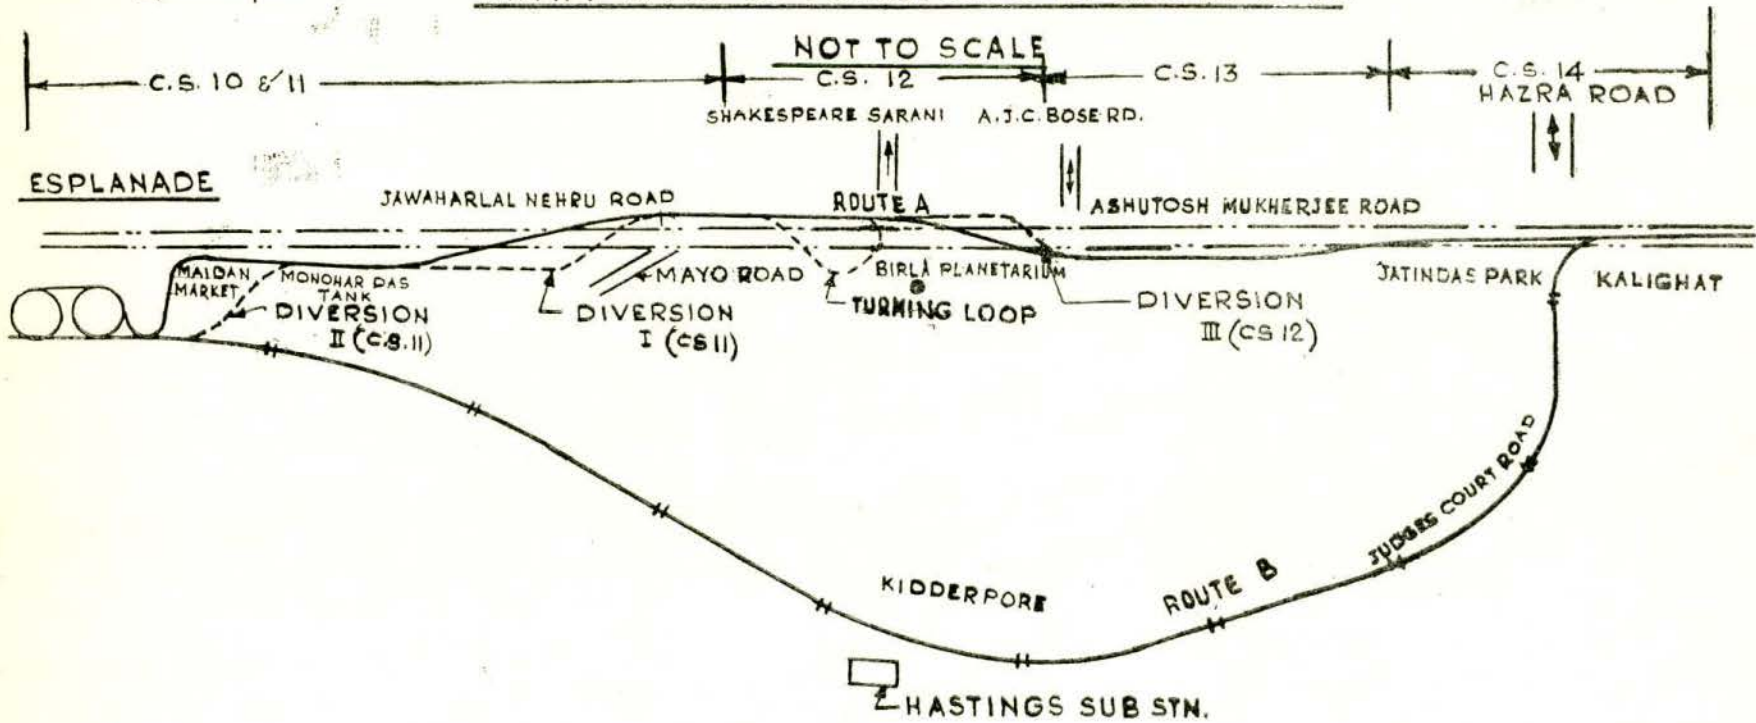 NOT TO SCALE
C.S. 10 & 11
C.S. 12
C.S. 13
C.S. 14
HAZRA ROAD
SHAKESPEARE SARANI
A.J.C. BOSE RD.
ESPLANADE
JAWAHARLAL NEHRU ROAD
ROUTE A
ASHUTOSH MUKHERJEE ROAD
MAIDAN
MARKET
MONOHAR DAS
TANK
MAYO ROAD
BIRLA PLANETARIUM
JATINDAS PARK
KALIGHAT
DIVERSION
II (C.S.11)
DIVERSION
I (CS11)
TURNING LOOP
DIVERSION
III (CS 12)
JUDGES COURT ROAD
KIDDERPORE
ROUTE B
HASTINGS SUB STN.